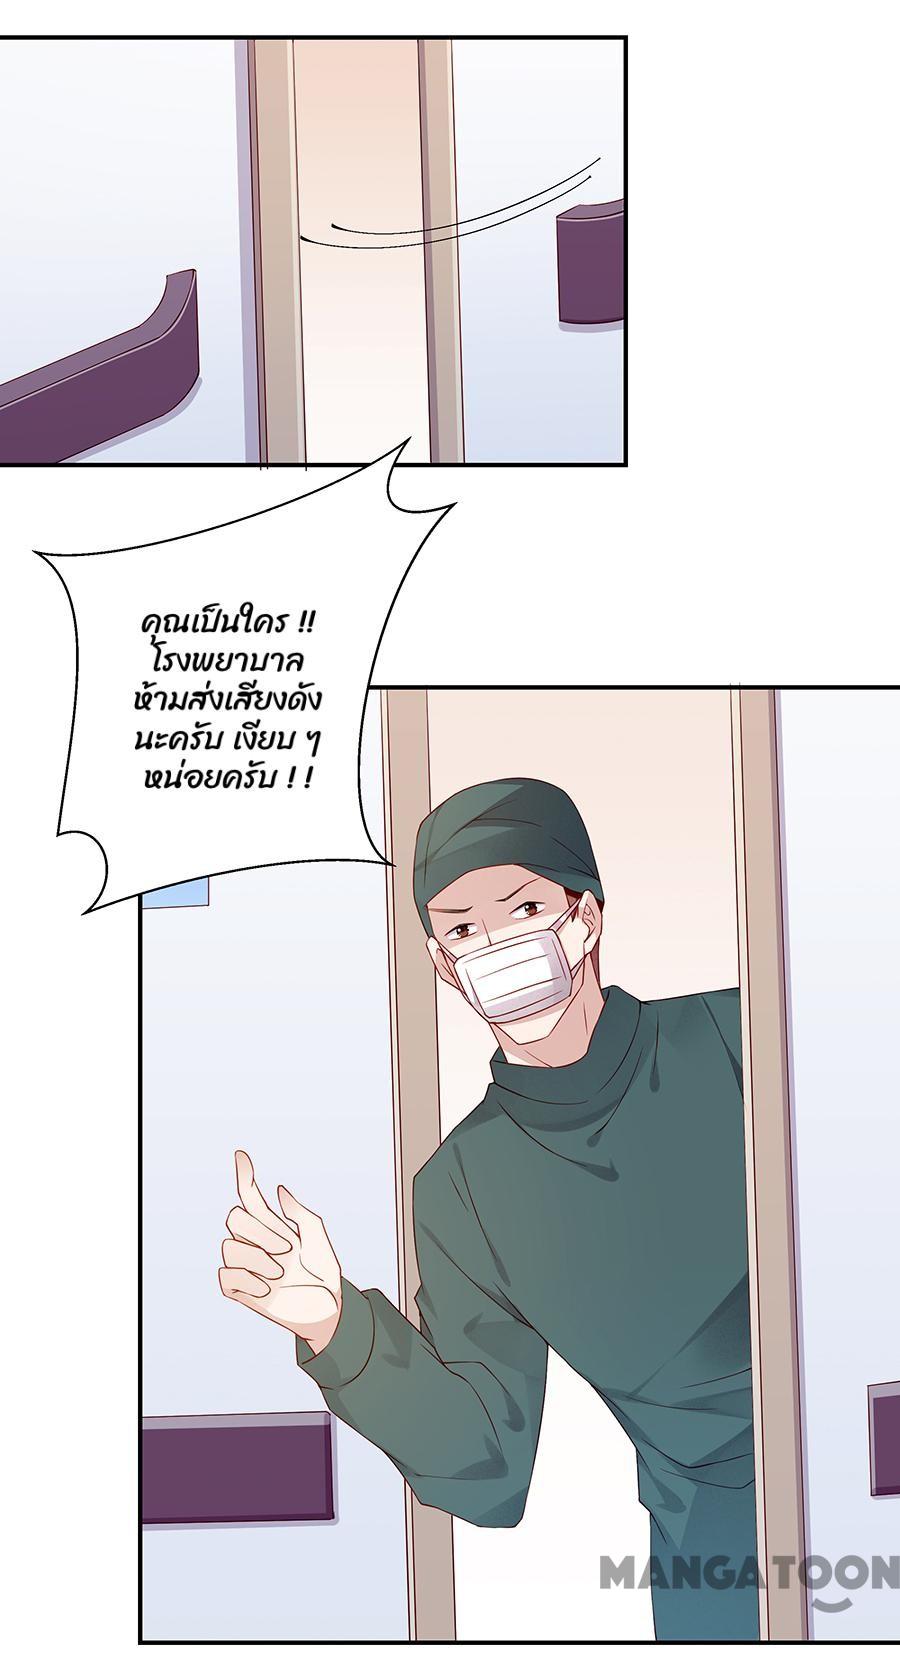 คุณเป็นใคร !!
โรงพยาบาล
ห้ามส่งเสียงดัง
นะครับ เงียบ ๆ
หน่อยครับ ! !
MANGATOON